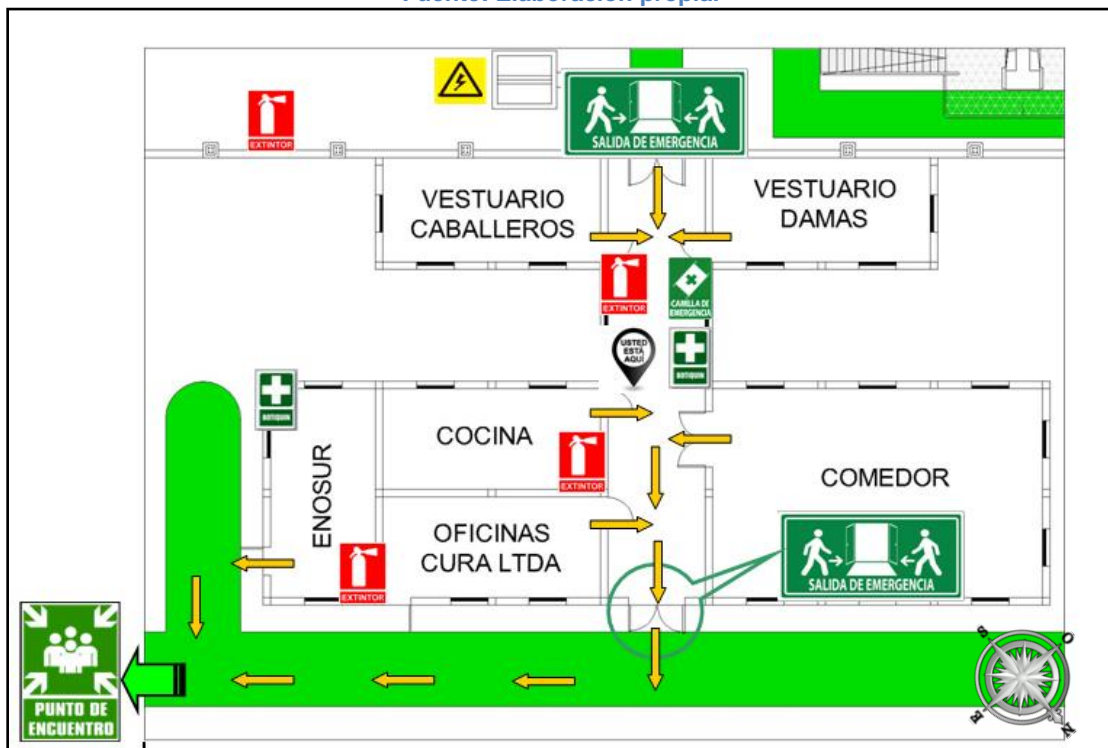 Fuente: Elaboración propia.
SALIDA DE EMERGENCIA
EXTINTOR
VESTUARIO
CABALLEROS
VESTUARIO
DAMAS
EXTINTOR
CAMILLA DE
EMERGENCIA
USTED
ESTÁ
AQUÍ
BOTIQUIN
BOTIQUIN
COCINA
EXTINTOR
ENOSUR
COMEDOR
OFICINAS
CURA LTDA
EXTINTOR
SALIDA DE EMERGENCIA
PUNTO DE
ENCUENTRO
S
O
E
N